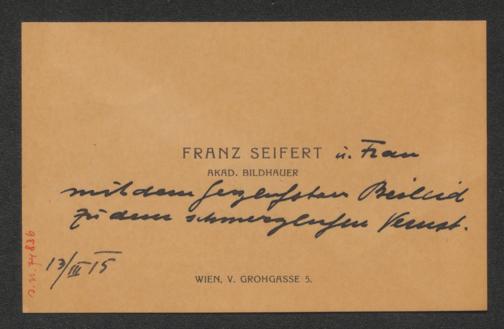 FRANZ SEIFERT u. Frau
AKAD. BILDHAUER
mit dem herzlichsten Beileid
zu dem schmerzlichen Verlust.
13/III 15
WIEN, V. GROHGASSE 5.
I.N. 74836